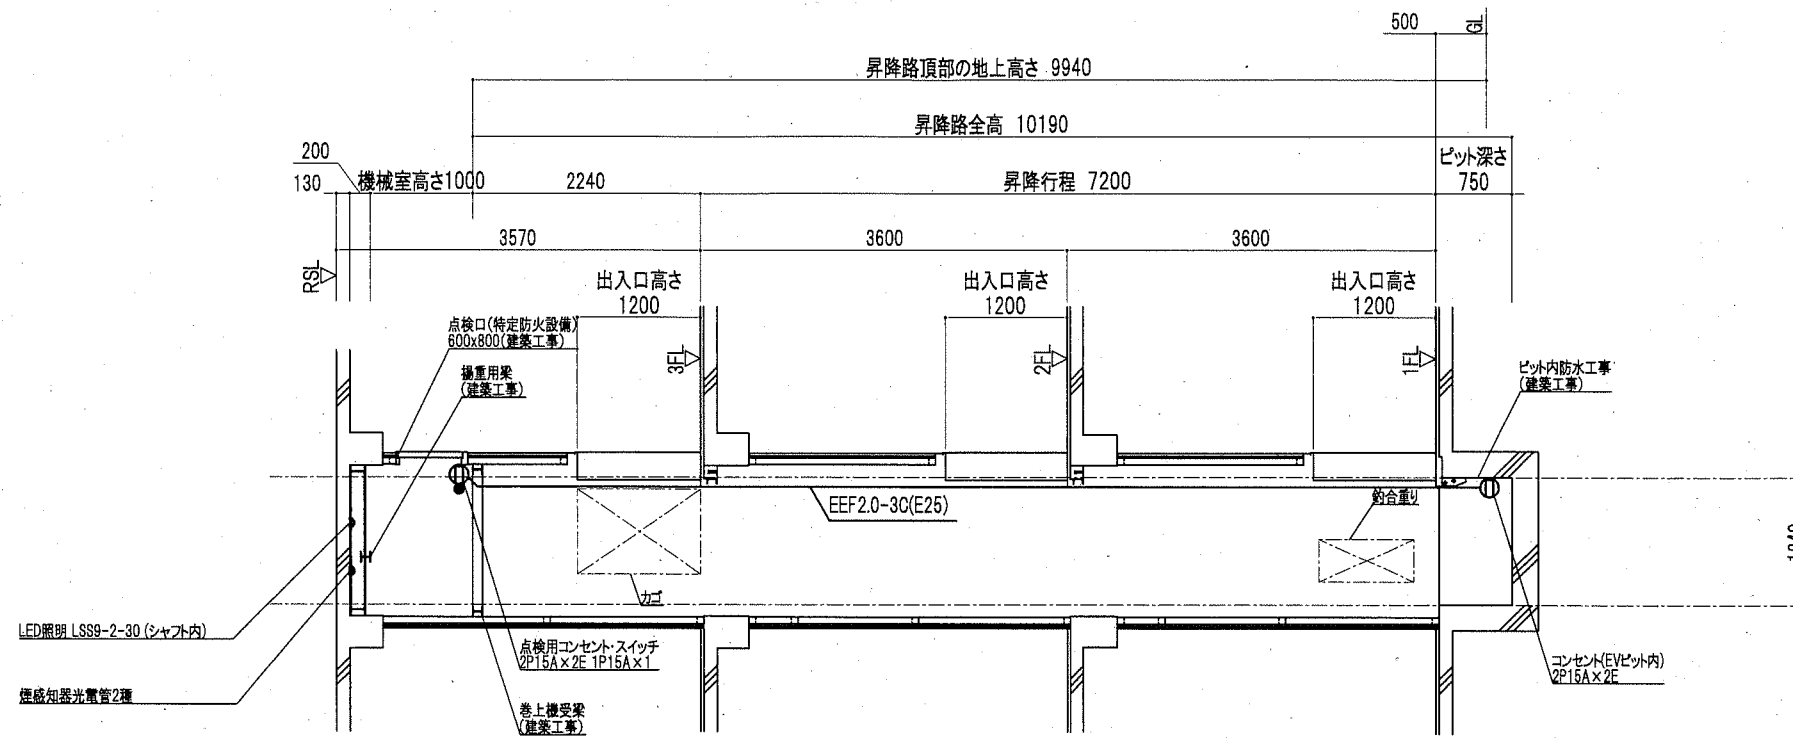 500
GL
昇降路頂部の地上高さ 9940
昇降路全高 10190
200
130
機械室高さ1000
2240
昇降行程 7200
ピット深さ
750
3570
3600
3600
RSL
出入口高さ
1200
出入口高さ
1200
出入口高さ
1200
点検口(特定防火設備)
600x800(建築工事)
揚重用梁
(建築工事)
3FL
2FL
1FL
ピット内防水工事
(建築工事)
EEF2.0-3C(E25)
釣合重り
カゴ
LED照明 LSS9-2-30 (シャフト内)
煙感知器光電管2種
点検用コンセント・スイッチ
2P15A×2E 1P15A×1
巻上機受梁
(建築工事)
コンセント(EVピット内)
2P15A×2E